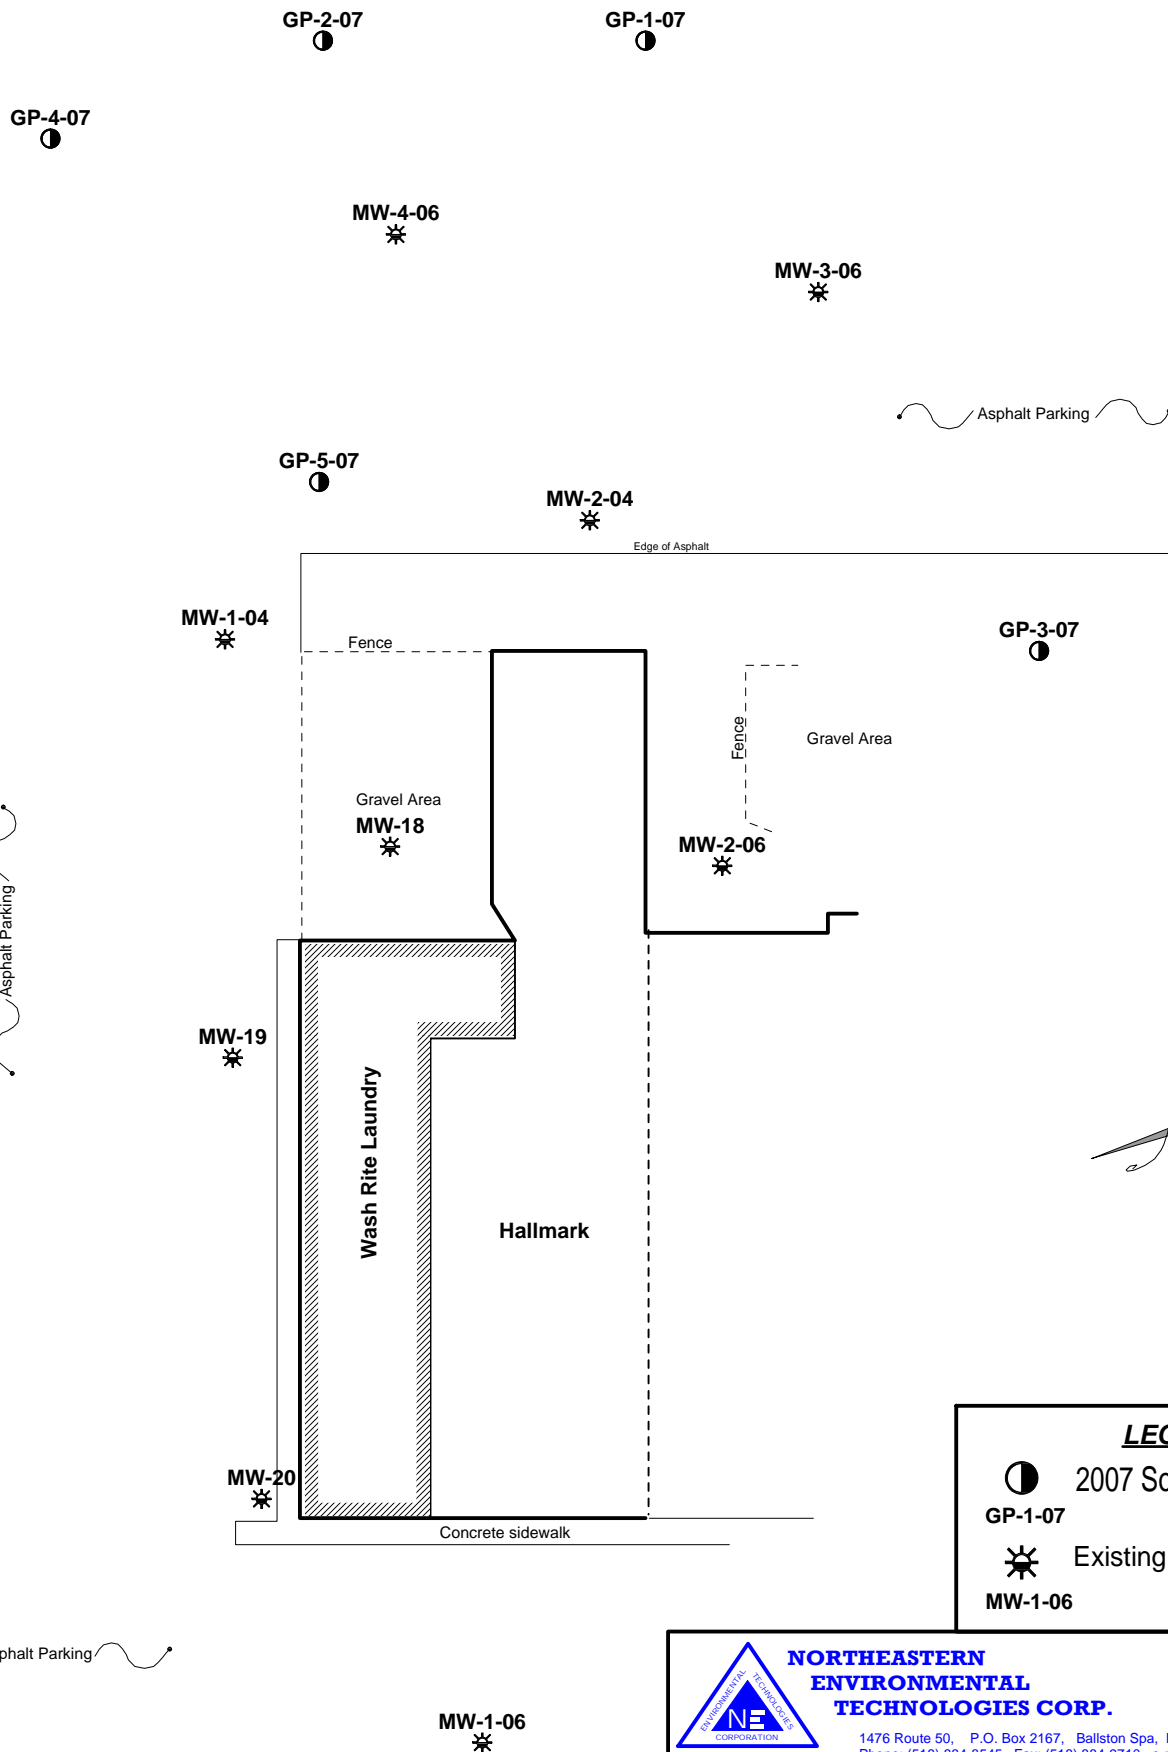 GP-2-07
GP-1-07
GP-4-07
MW-4-06
MW-3-06
Asphalt Parking
GP-5-07
MW-2-04
Edge of Asphalt
MW-1-04
GP-3-07
Fence
Fence
Gravel Area
Gravel Area
MW-18
MW-2-06
Asphalt Parking
MW-19
Wash Rite Laundry
Hallmark
MW-20
Concrete sidewalk
phalt Parking
MW-1-06
2007
GP-1-07
Existing
MW-1-06
NORTHEASTERN
ENVIRONMENTAL
TECHNOLOGIES CORP.
ENVIRONMENTAL
TECHNOLOGIES
NE
CORPORATION
1476 Route 50, P.O. Box 2167, Ballston Spa,